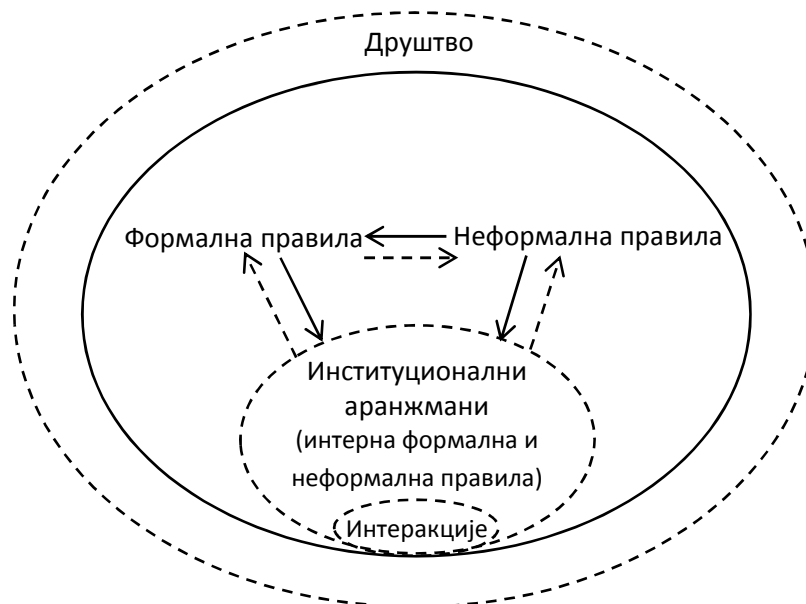 Друштво
Формална правила
Неформална правила
Институционални
аранжмани
(интерна формална и
неформална правила)
Интеракције